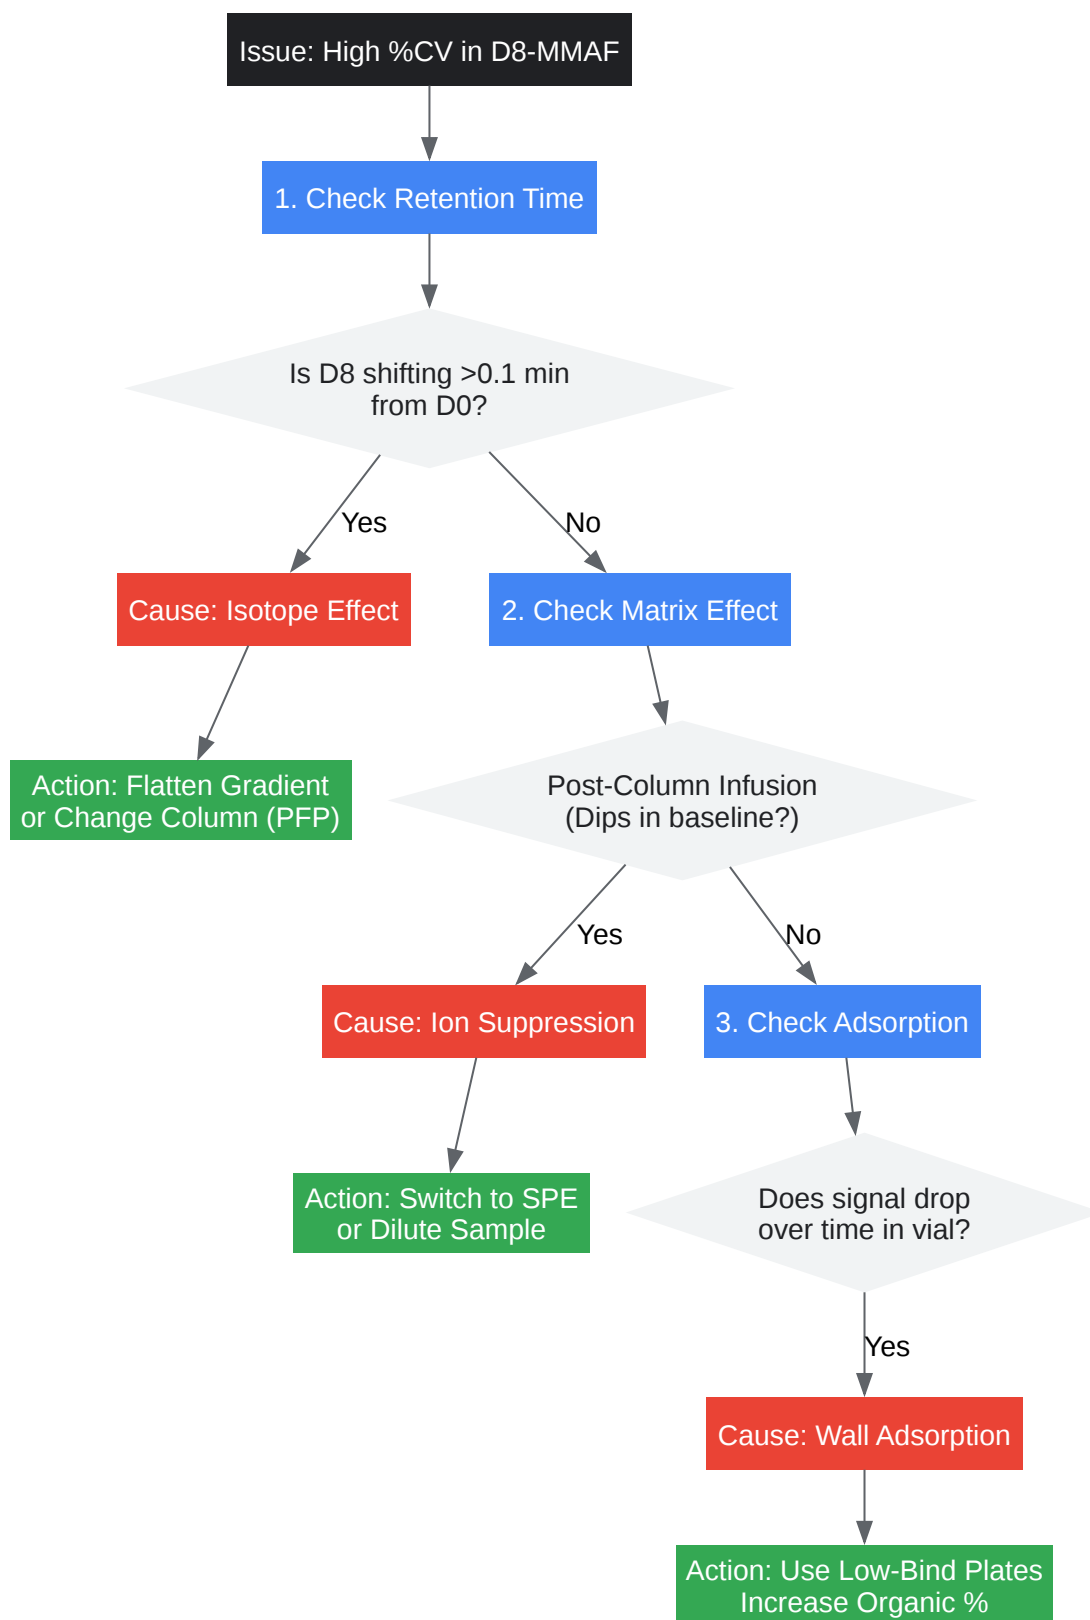 Issue: High %CV in D8-MMAF
1. Check Retention Time
Is D8 shifting >0.1 min
from D0?
Yes
No
Cause: Isotope Effect
2. Check Matrix Effect
Action: Flatten Gradient
or Change Column (PFP)
Post-Column Infusion
(Dips in baseline?)
Yes
No
Cause: Ion Suppression
3. Check Adsorption
Action: Switch to SPE
or Dilute Sample
Does signal drop
over time in vial?
Yes
Cause: Wall Adsorption
Action: Use Low-Bind Plates
Increase Organic %